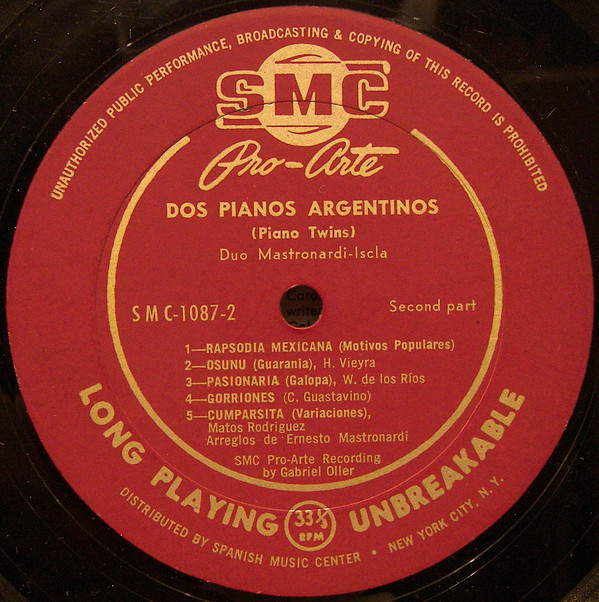 UNAUTHORIZED PUBLIC PERFORMANCE, BROADCASTING & COPYING OF THIS RECORD IS PROHIBITED
SMC
Pro-Arte
DOS PIANOS ARGENTINOS
(Piano Twins)
Duo Mastronardi-Iscla
SMC-1087-2
Second part
1—RAPSODIA MEXICANA (Motivos Populares)
2—OSUNU (Guarania), H. Vieyra
3—PASIONARIA (Galopa), W. de los Ríos
4—GORRIONES (C. Guastavino)
5—CUMPARSITA (Variaciones),
Matos Rodriguez
Arreglos de Ernesto Mastronardi
SMC Pro-Arte Recording
by Gabriel Oller
LONG PLAYING 33⅓ RPM UNBREAKABLE
DISTRIBUTED BY SPANISH MUSIC CENTER • NEW YORK CITY, N. Y.